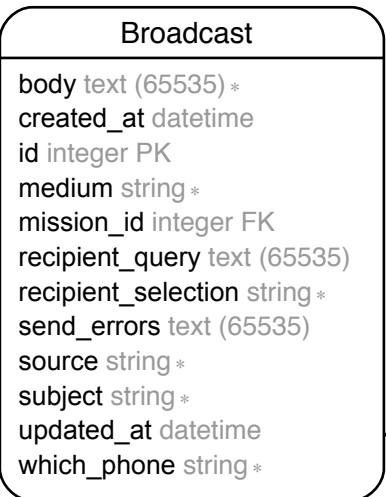 Broadcast
body text (65535) *
created_at datetime
id integer PK
medium string *
mission_id integer FK
recipient_query text (65535)
recipient_selection string *
send_errors text (65535)
source string *
subject string *
updated_at datetime
which_phone string *